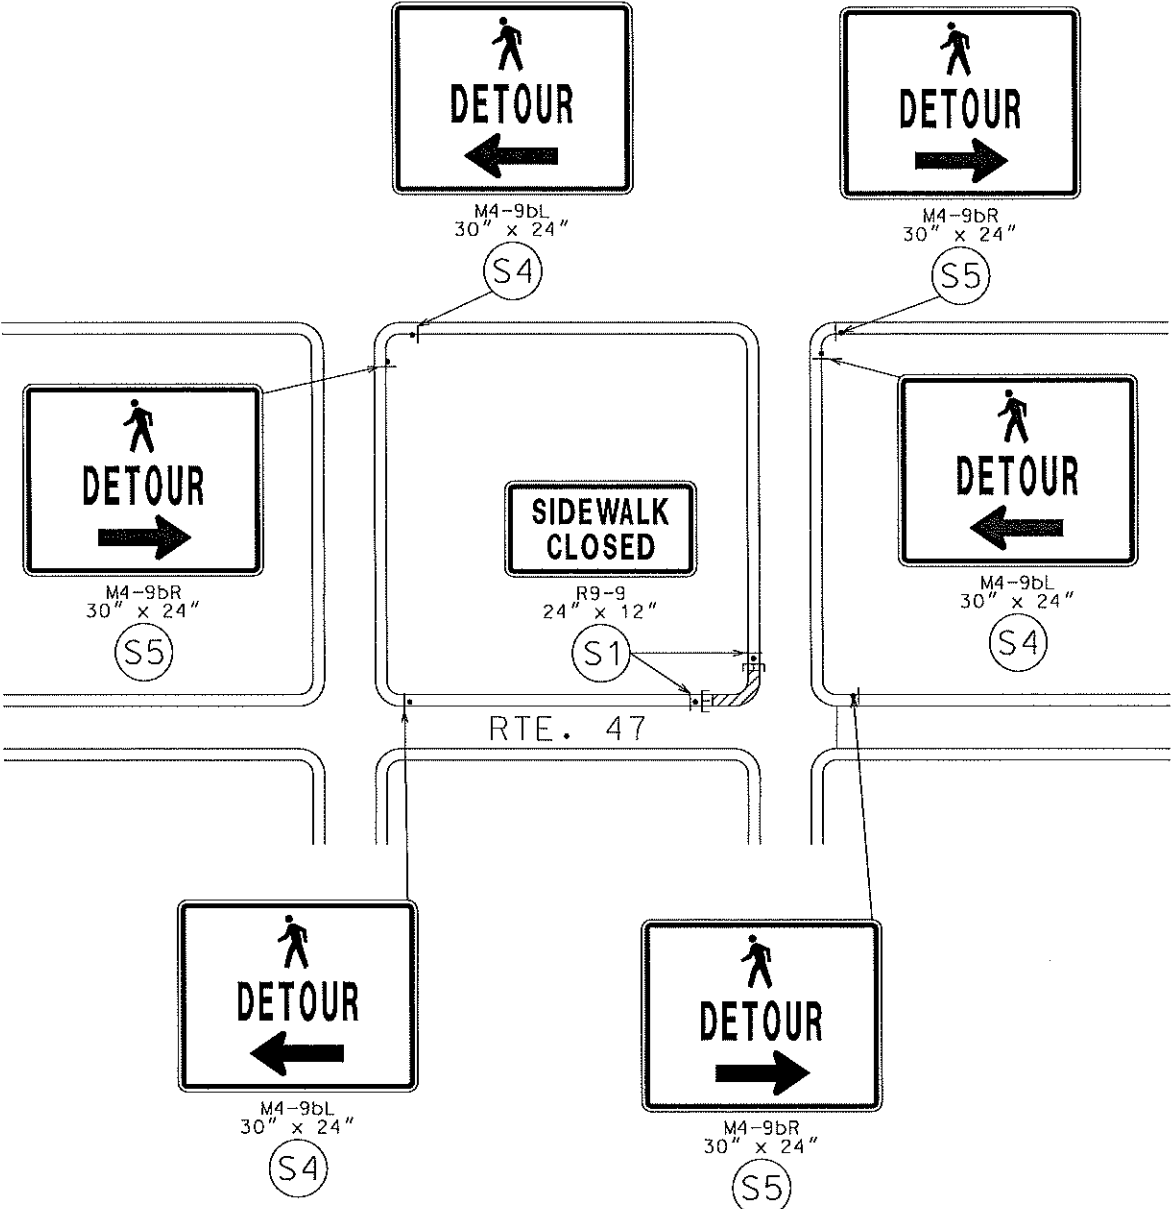 DETOUR
M4-9bL
30" x 24"
S4
DETOUR
M4-9bR
30" x 24"
S5
DETOUR
M4-9bR
30" x 24"
S5
SIDEWALK
CLOSED
R9-9
24" x 12"
S1
DETOUR
M4-9bL
30" x 24"
S4
RTE. 47
DETOUR
M4-9bL
30" x 24"
S4
DETOUR
M4-9bR
30" x 24"
S5